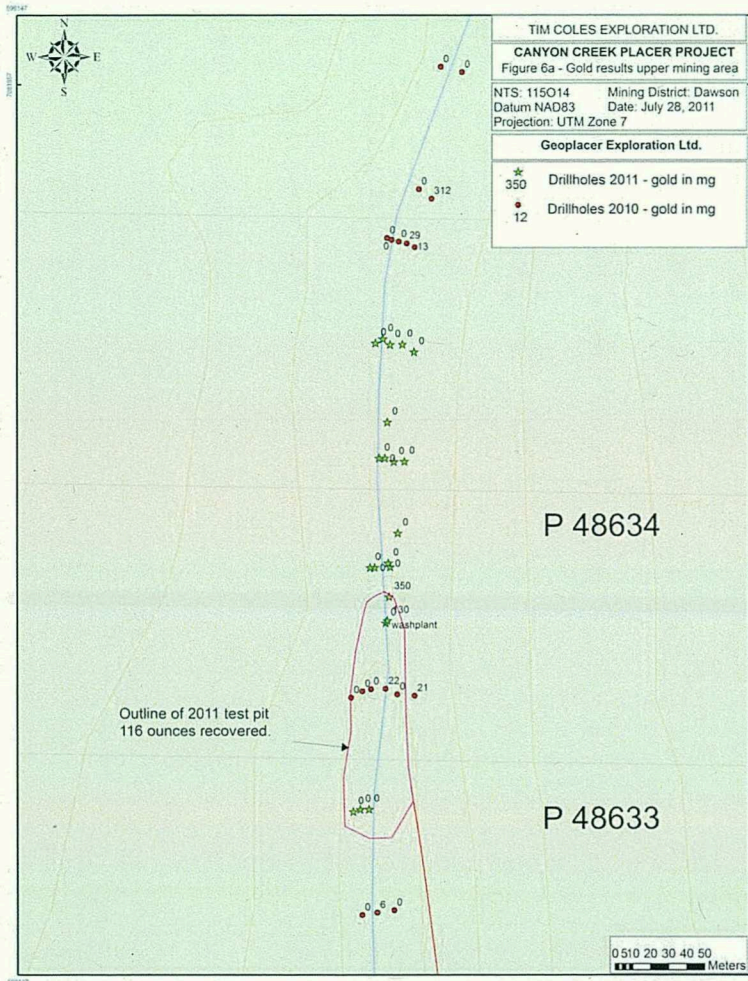 598147
N
W E
S
TIM COLES EXPLORATION LTD.
CANYON CREEK PLACER PROJECT
Figure 6a - Gold results upper mining area
NTS: 115O14 Mining District: Dawson
Datum NAD83 Date: July 28, 2011
Projection: UTM Zone 7
Geoplacer Exploration Ltd.
350 Drillholes 2011 - gold in mg
12 Drillholes 2010 - gold in mg
0 0
0 312
0 0 29
0 13
0 0 0 0 0
0
0 0 0 0
P 48634
0
0 0 0 0
350
0 30
washplant
0 0 0 22 0 21
Outline of 2011 test pit
116 ounces recovered.
0 0 0
P 48633
0 6 0
0 5 10 20 30 40 50
Meters